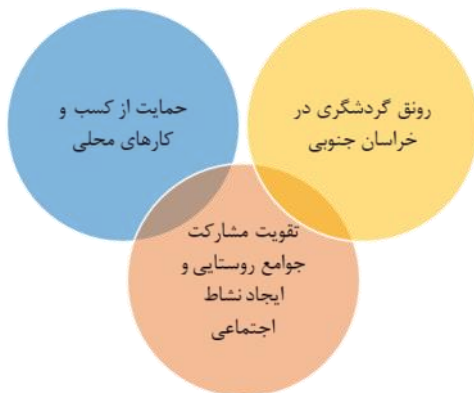 رونق گردشگری در
خراسان جنوبی
حمایت از کسب و
کارهای محلی
تقویت مشارکت
جوامع روستایی و
ایجاد نشاط
اجتماعی